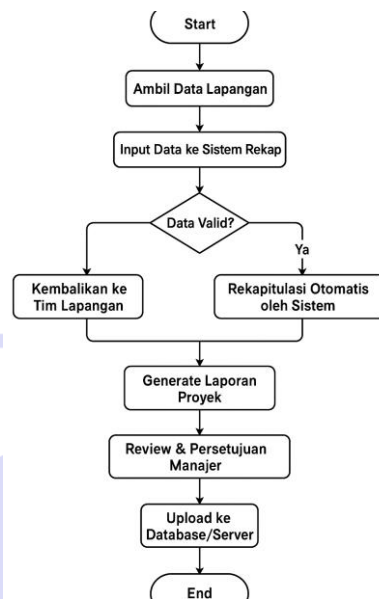 Start
Ambil Data Lapangan
Input Data ke Sistem Rekap
Data Valid?
Ya
Kembalikan ke
Tim Lapangan
Rekapitulasi Otomatis
oleh Sistem
Generate Laporan
Proyek
Review & Persetujuan
Manajer
Upload ke
Database/Server
End